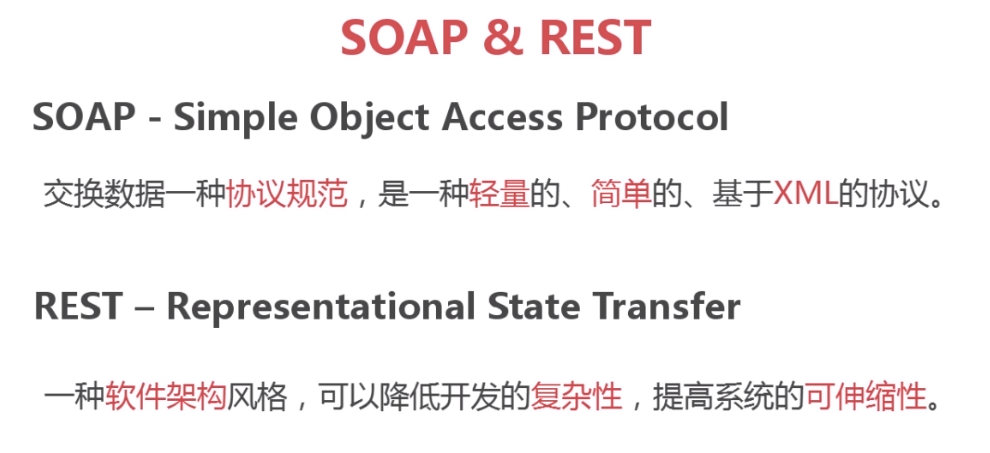 SOAP & REST
SOAP - Simple Object Access Protocol
交换数据一种协议规范，是一种轻量的、简单的、基于XML的协议。
REST – Representational State Transfer
一种软件架构风格，可以降低开发的复杂性，提高系统的可伸缩性。